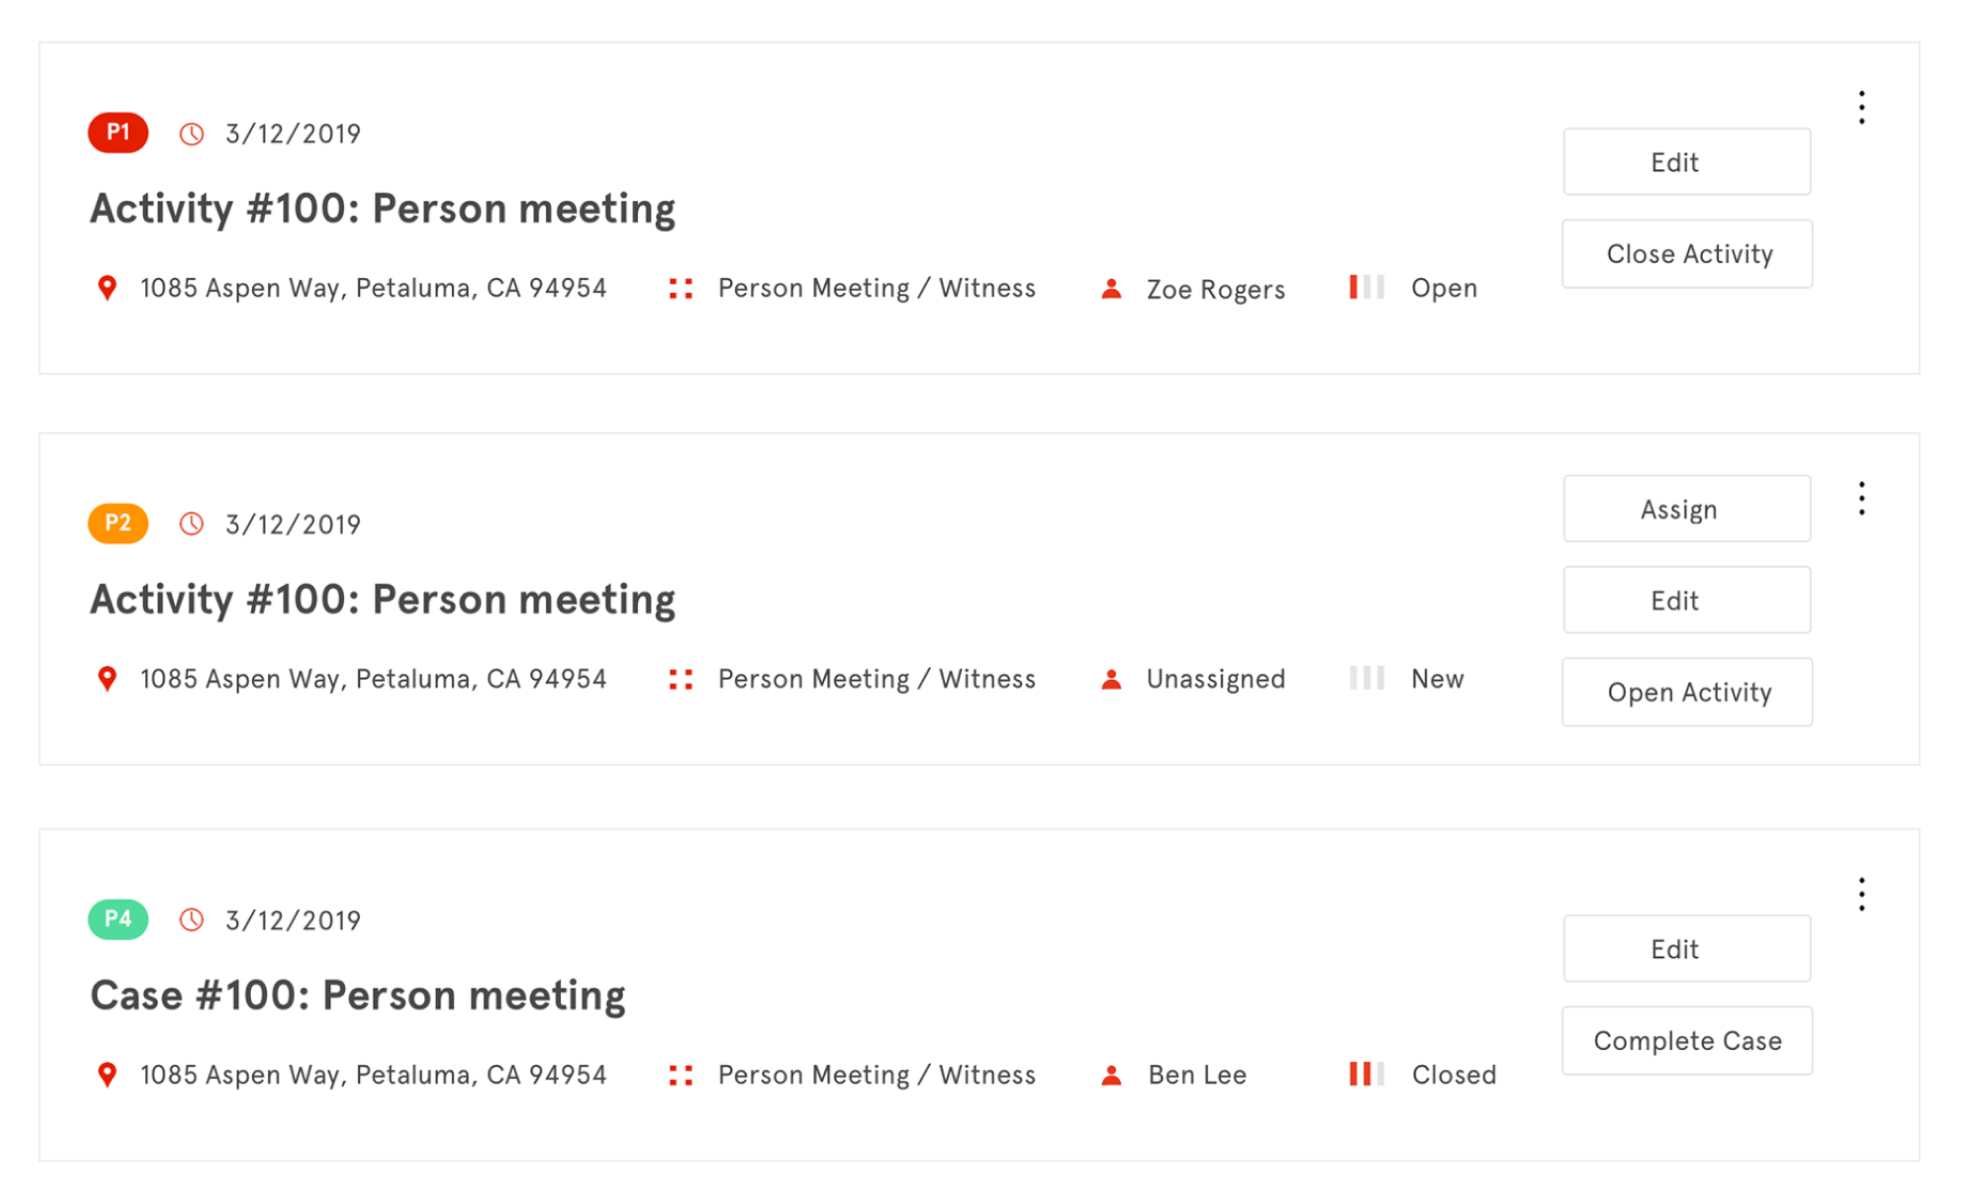 P1 3/12/2019
Edit
Activity #100: Person meeting
Close Activity
1085 Aspen Way, Petaluma, CA 94954 Person Meeting / Witness Zoe Rogers Open
Assign
P2 3/12/2019
Edit
Activity #100: Person meeting
1085 Aspen Way, Petaluma, CA 94954 Person Meeting / Witness Unassigned New
Open Activity
P4 3/12/2019
Edit
Case #100: Person meeting
Complete Case
1085 Aspen Way, Petaluma, CA 94954 Person Meeting / Witness Ben Lee Closed